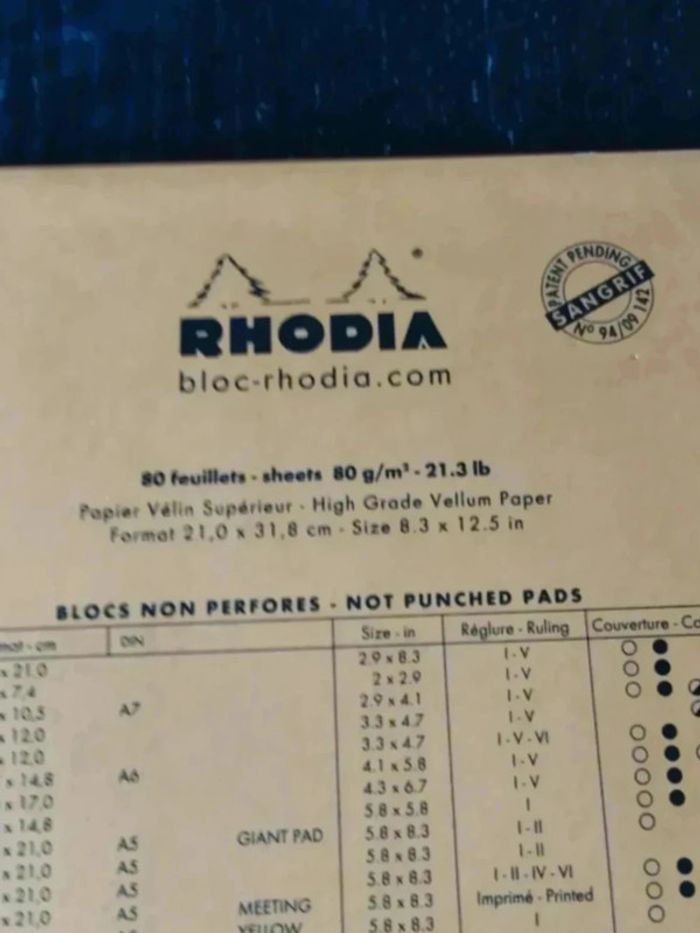 PATENT PENDING
SANGRIF
N° 94/09 142
RHODIA
bloc-rhodia.com
80 feuillets - sheets 80 g/m² - 21.3 lb
Papier Vélin Supérieur - High Grade Vellum Paper
Format 21,0 x 31,8 cm - Size 8.3 x 12.5 in
BLOCS NON PERFORES - NOT PUNCHED PADS
mat - cm DIN Size - in Réglure - Ruling Couverture - Co
x 21,0 2.9 x 8.3 I - V
x 7,4 2 x 2.9 I - V
x 10,5 A7 2.9 x 4.1 I - V
x 12,0 3.3 x 4.7 I - V
x 12,0 3.3 x 4.7 I - V - VI
x 14,8 A6 4.1 x 5.8 I - V
x 17,0 4.3 x 6.7 I - V
x 14,8 5.8 x 5.8 I
x 21,0 A5 GIANT PAD 5.8 x 8.3 I - II
x 21,0 A5 5.8 x 8.3 I - II
x 21,0 A5 5.8 x 8.3 I - II - IV - VI
x 21,0 A5 MEETING 5.8 x 8.3 Imprimé - Printed
YELLOW 5.8 x 8.3 I